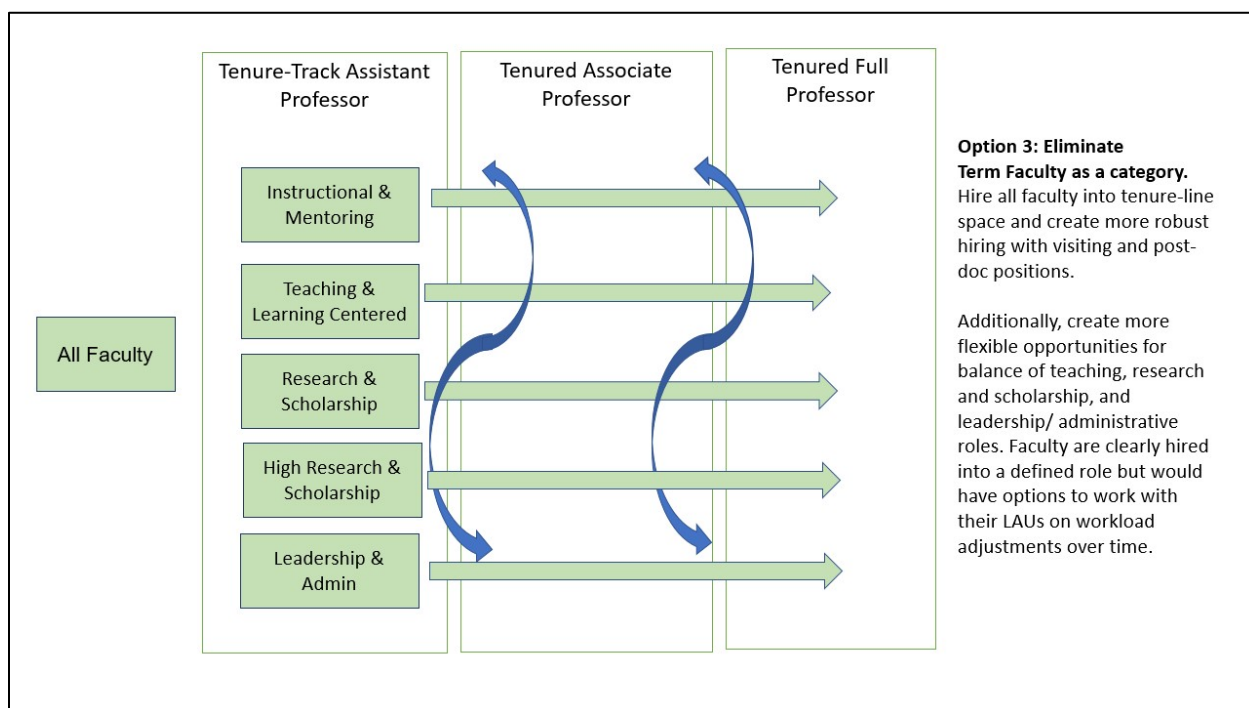 Tenure-Track Assistant
Professor
Tenured Associate
Professor
Tenured Full
Professor
All Faculty
Instructional &
Mentoring
Teaching &
Learning Centered
Research &
Scholarship
High Research &
Scholarship
Leadership &
Admin
Option 3: Eliminate
Term Faculty as a category.
Hire all faculty into tenure-line
space and create more robust
hiring with visiting and post-
doc positions.
Additionally, create more
flexible opportunities for
balance of teaching, research
and scholarship, and
leadership/ administrative
roles. Faculty are clearly hired
into a defined role but would
have options to work with
their LAUs on workload
adjustments over time.